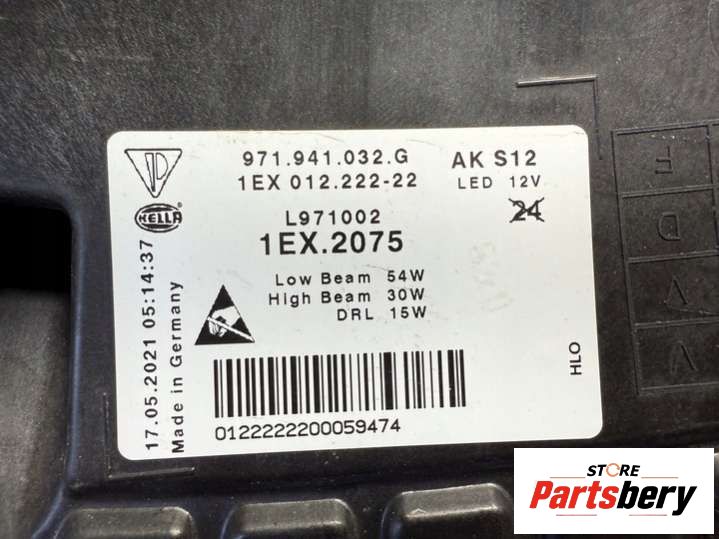 971.941.032.G AK S12
1EX 012.222-22 LED 12V
HELLA
L971002
24
1EX.2075
Low Beam 54W
High Beam 30W
DRL 15W
17.05.2021 05:14:37
Made in Germany
HLO
0122222200059474
F
D
V
V
STORE
Partsbery